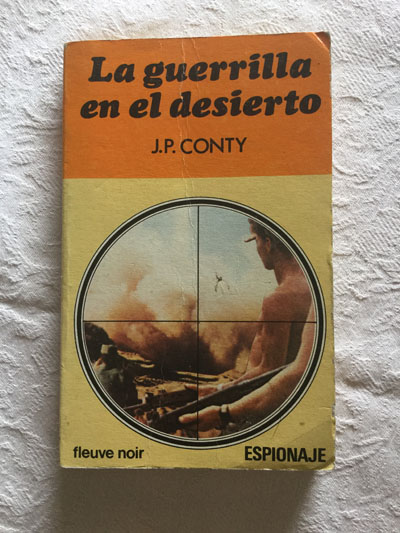 La guerrilla
en el desierto
J.P. CONTY
fleuve noir
ESPIONAJE